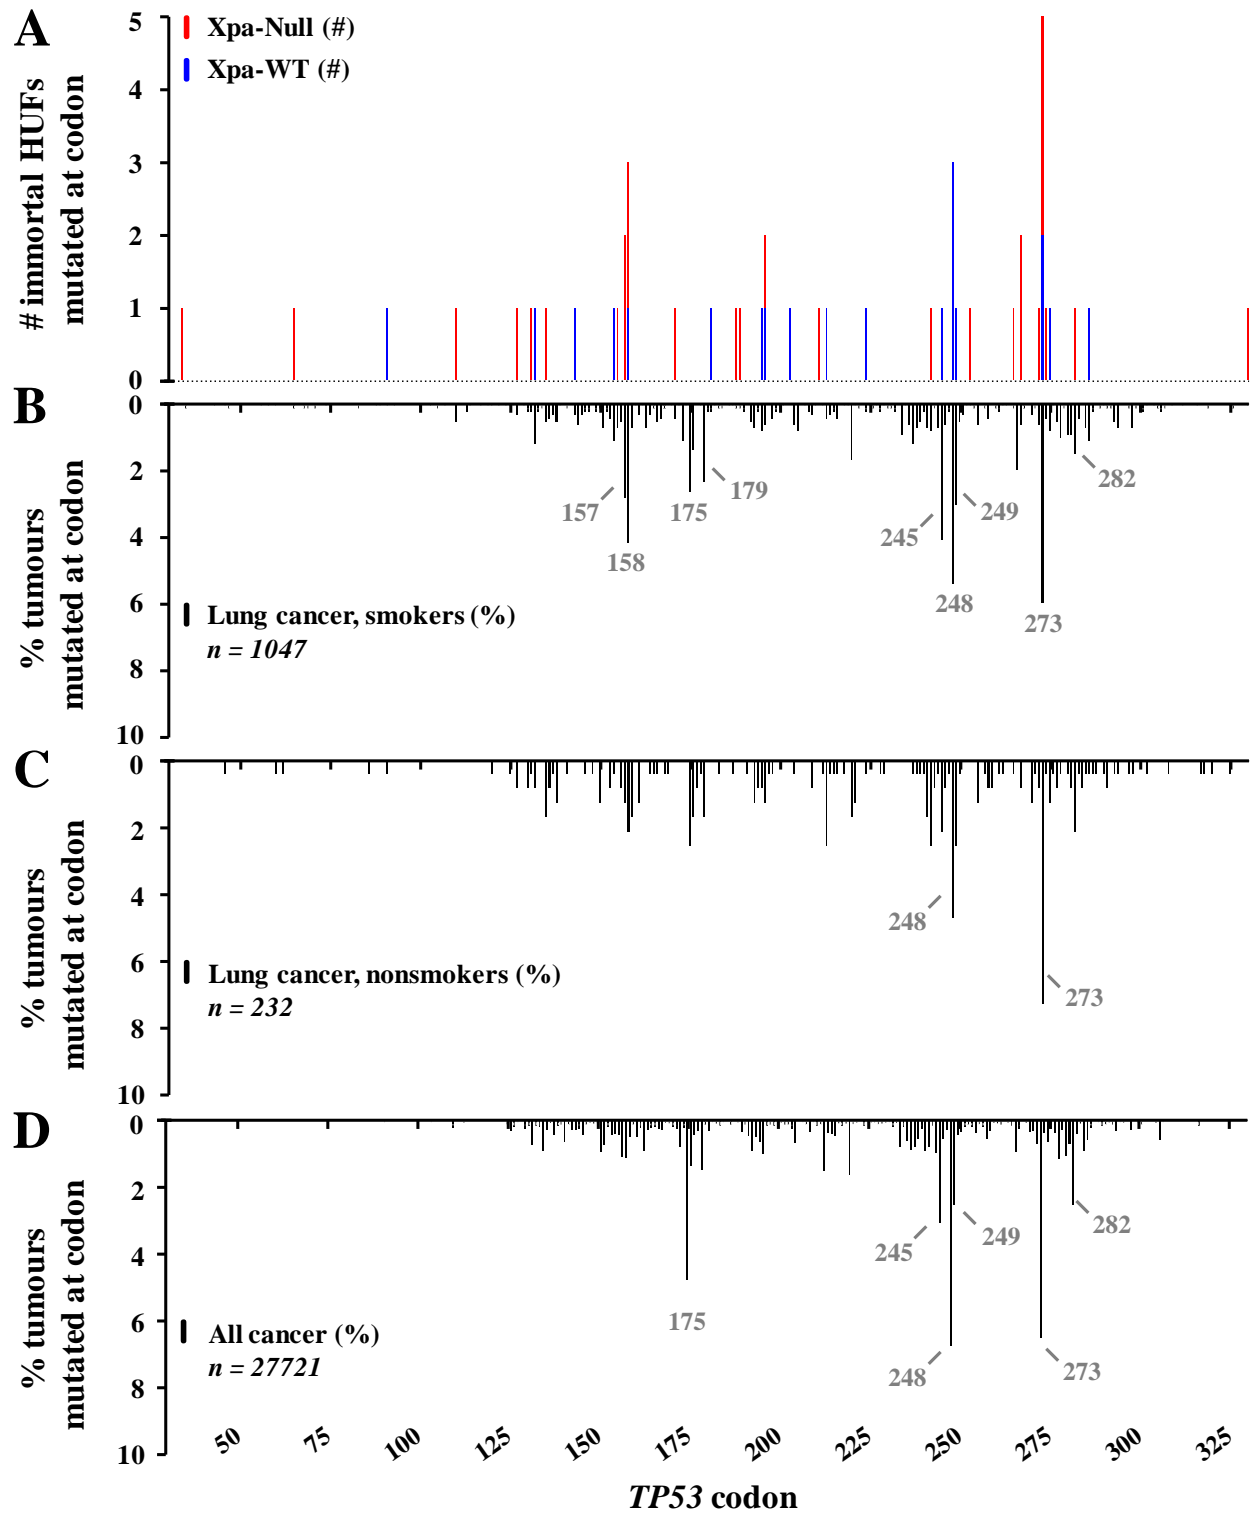 A
# immortal HUFs
mutated at codon
5
4
3
2
1
0
Xpa-Null (#)
Xpa-WT (#)
B
% tumours
mutated at codon
0
2
4
6
8
10
157
158
175
179
245
248
249
273
282
Lung cancer, smokers (%)
n = 1047
C
% tumours
mutated at codon
0
2
4
6
8
10
248
273
Lung cancer, nonsmokers (%)
n = 232
D
% tumours
mutated at codon
0
2
4
6
8
10
175
245
248
249
273
282
All cancer (%)
n = 27721
50 75 100 125 150 175 200 225 250 275 300 325
TP53 codon